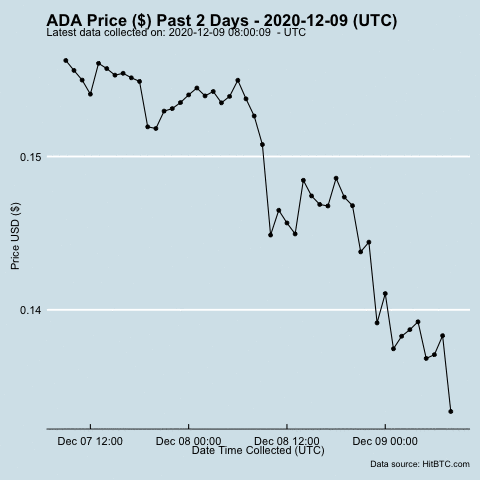 ADA Price ($) Past 2 Days - 2020-12-09 (UTC)
Latest data collected on: 2020-12-09 08:00:09  - UTC
0.15
Price USD ($)
0.14
Dec 07 12:00 Dec 08 00:00 Dec 08 12:00 Dec 09 00:00
Date Time Collected (UTC)
Data source: HitBTC.com